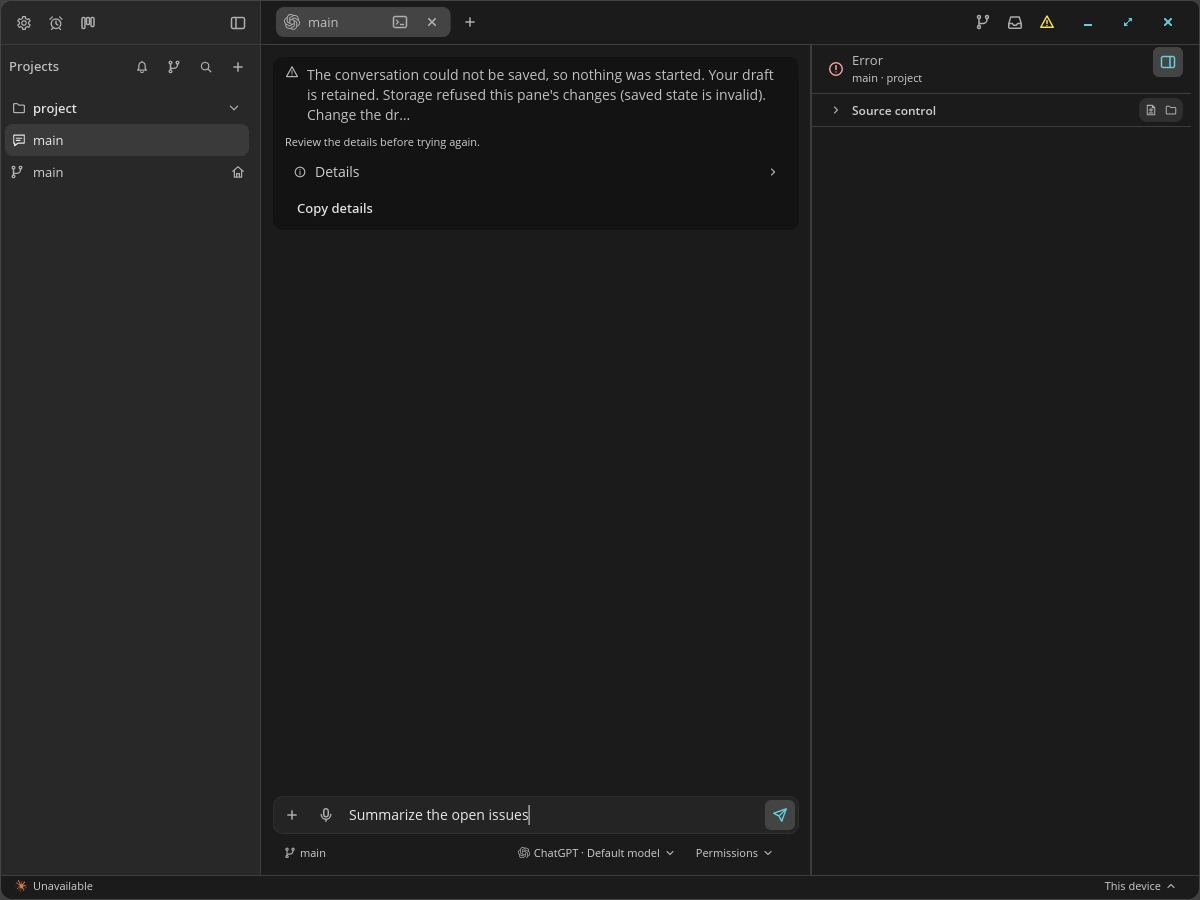 main
Projects
project
main
main
The conversation could not be saved, so nothing was started. Your draft
is retained. Storage refused this pane's changes (saved state is invalid).
Change the dr...
Review the details before trying again.
Details
Copy details
Error
main · project
Source control
Summarize the open issues
main
ChatGPT · Default model
Permissions
Unavailable
This device